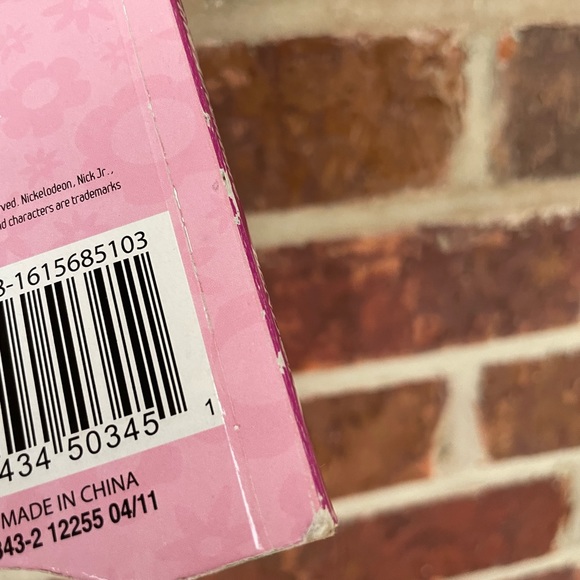 ved. Nickelodeon, Nick Jr.,
d characters are trademarks
8-1615685103
434 50345 1
MADE IN CHINA
343-2 12255 04/11